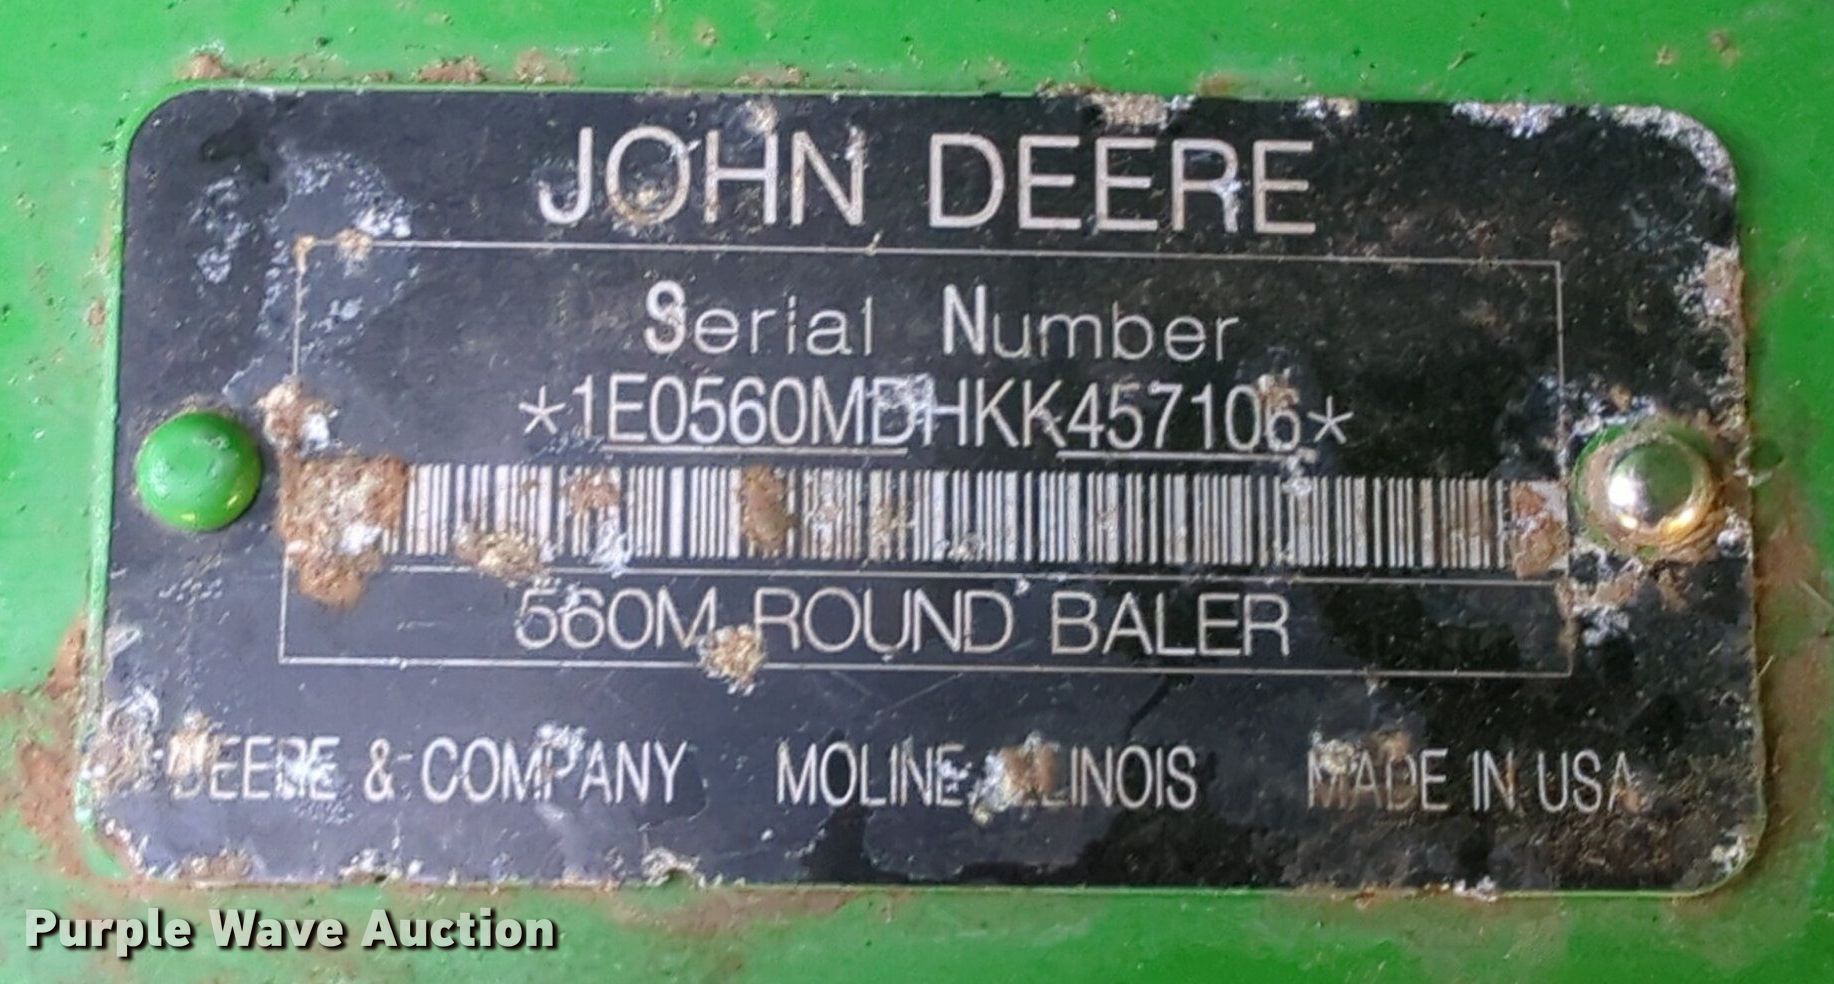 JOHN DEERE
Serial Number
*1E0560MDHKK457106*
560M ROUND BALER
DEERE & COMPANY MOLINE, ILLINOIS MADE IN USA
Purple Wave Auction